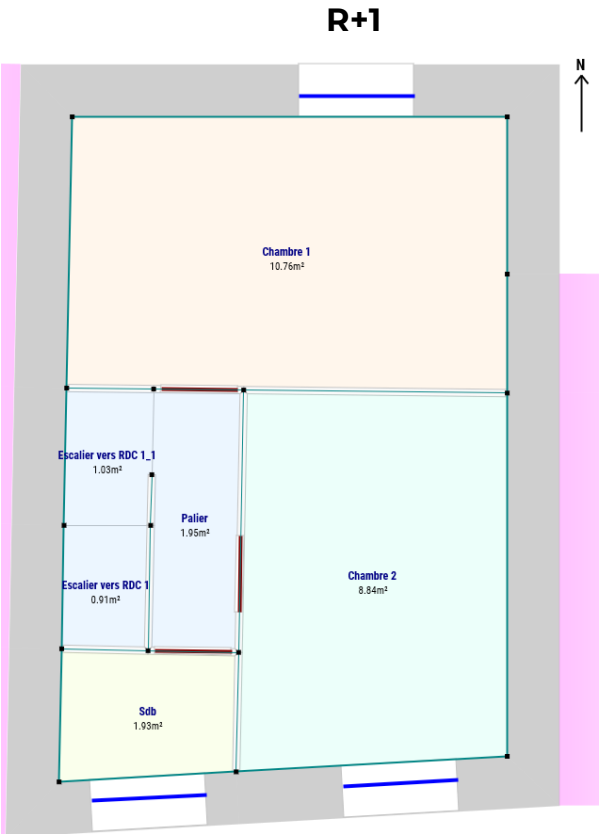 R+1
N
Chambre 1
10.76m²
Escalier vers RDC 1_1
1.03m²
Palier
1.95m²
Escalier vers RDC 1
0.91m²
Chambre 2
8.84m²
Sdb
1.93m²